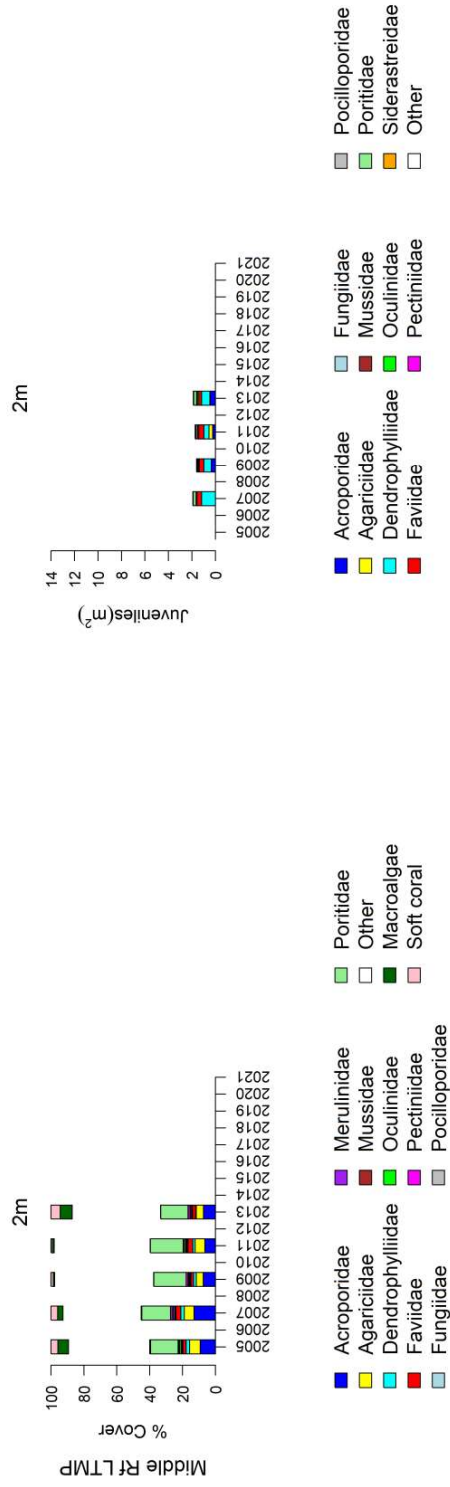 2m
Middle Rf LTMP
% Cover
100
80
60
40
20
0
2005
2006
2007
2008
2009
2010
2011
2012
2013
2014
2015
2016
2017
2018
2019
2020
2021
Acroporidae
Agariciidae
Dendrophylliidae
Faviidae
Fungiidae
Merulinidae
Mussidae
Oculinidae
Pectiniidae
Pocilloporidae
Poritidae
Other
Macroalgae
Soft coral
2m
Juveniles(m²)
14
12
10
8
6
4
2
0
2005
2006
2007
2008
2009
2010
2011
2012
2013
2014
2015
2016
2017
2018
2019
2020
2021
Acroporidae
Agariciidae
Dendrophylliidae
Faviidae
Fungiidae
Mussidae
Oculinidae
Pectiniidae
Pocilloporidae
Poritidae
Siderastreidae
Other